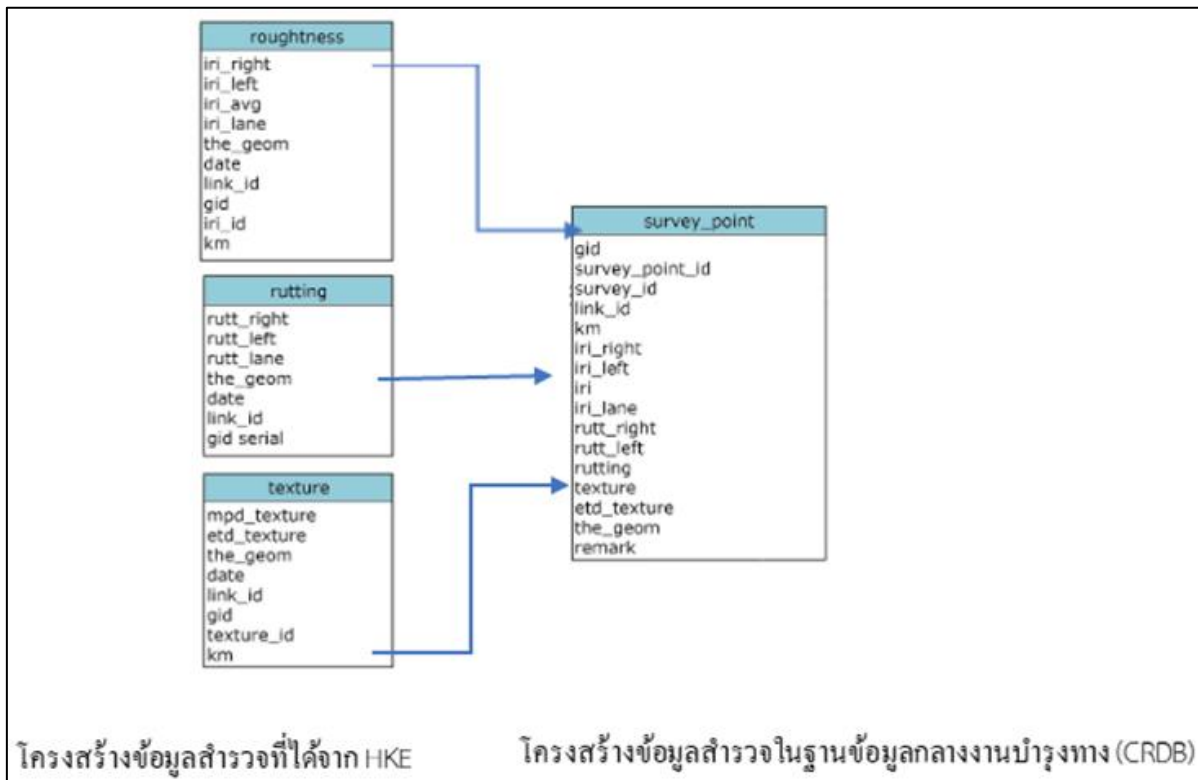 roughtness
iri_right
iri_left
iri_avg
iri_lane
the_geom
date
link_id
gid
iri_id
km
rutting
rutt_right
rutt_left
rutt_lane
the_geom
date
link_id
gid serial
texture
mpd_texture
etd_texture
the_geom
date
link_id
gid
texture_id
km
survey_point
gid
survey_point_id
survey_id
link_id
km
iri_right
iri_left
iri
iri_lane
rutt_right
rutt_left
rutting
texture
etd_texture
the_geom
remark
โครงสร้างข้อมูลสำรวจที่ได้จาก HKE
โครงสร้างข้อมูลสำรวจในฐานข้อมูลกลางงานบำรุงทาง (CRDB)